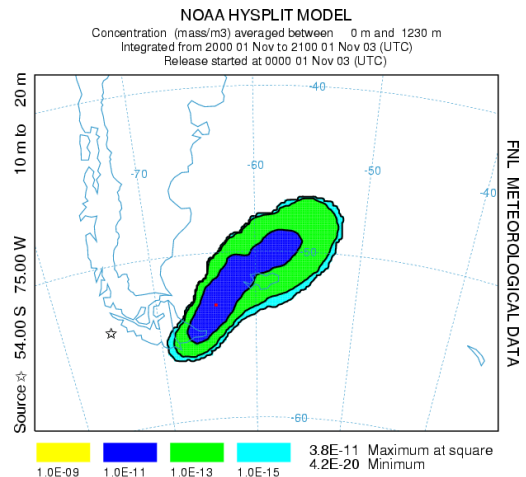 NOAA HYSPLIT MODEL
Concentration (mass/m3) averaged between 0 m and 1230 m
Integrated from 2000 01 Nov to 2100 01 Nov 03 (UTC)
Release started at 0000 01 Nov 03 (UTC)
Source ☆ 54.00 S 75.00 W 10 m to 20 m
-40
-50
-60
-70
-40
-50
-60
FNL METEOROLOGICAL DATA
1.0E-09 1.0E-11 1.0E-13 1.0E-15
3.8E-11 Maximum at square
4.2E-20 Minimum